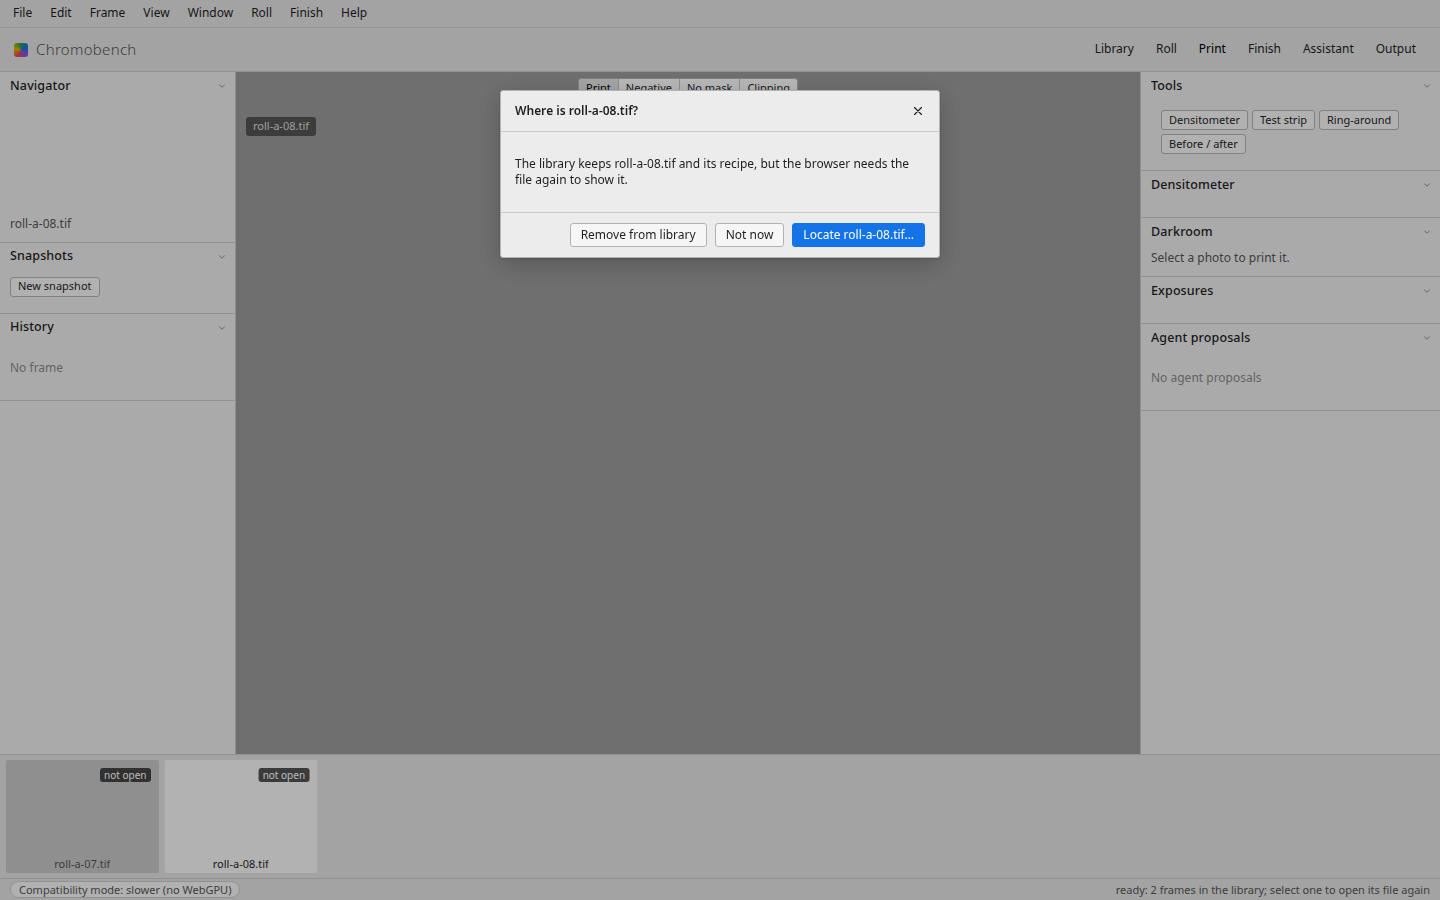 File Edit Frame View Window Roll Finish Help
Chromobench
Library Roll Print Finish Assistant Output
Navigator
roll-a-08.tif
Snapshots
New snapshot
History
No frame
Print Negative No mask Clipping
roll-a-08.tif
Where is roll-a-08.tif?
The library keeps roll-a-08.tif and its recipe, but the browser needs the
file again to show it.
Remove from library Not now Locate roll-a-08.tif...
Tools
Densitometer Test strip Ring-around
Before / after
Densitometer
Darkroom
Select a photo to print it.
Exposures
Agent proposals
No agent proposals
not open
roll-a-07.tif
not open
roll-a-08.tif
Compatibility mode: slower (no WebGPU)
ready: 2 frames in the library; select one to open its file again